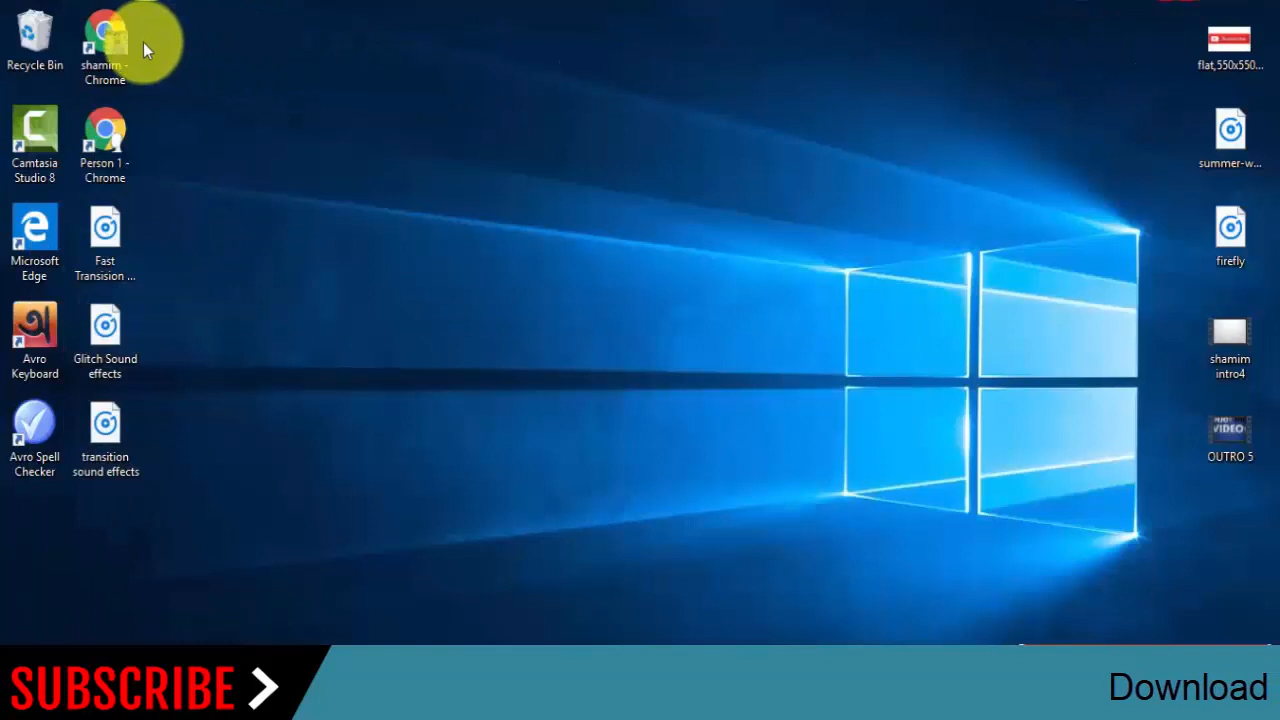 Recycle Bin
shamim -
Chrome
Camtasia
Studio 8
Person 1 -
Chrome
Microsoft
Edge
Fast
Transision ...
অ
Avro
Keyboard
Glitch Sound
effects
Avro Spell
Checker
transition
sound effects
flat,550x550...
summer-w...
firefly
shamim
intro4
VIDEO
OUTRO 5
SUBSCRIBE
Download